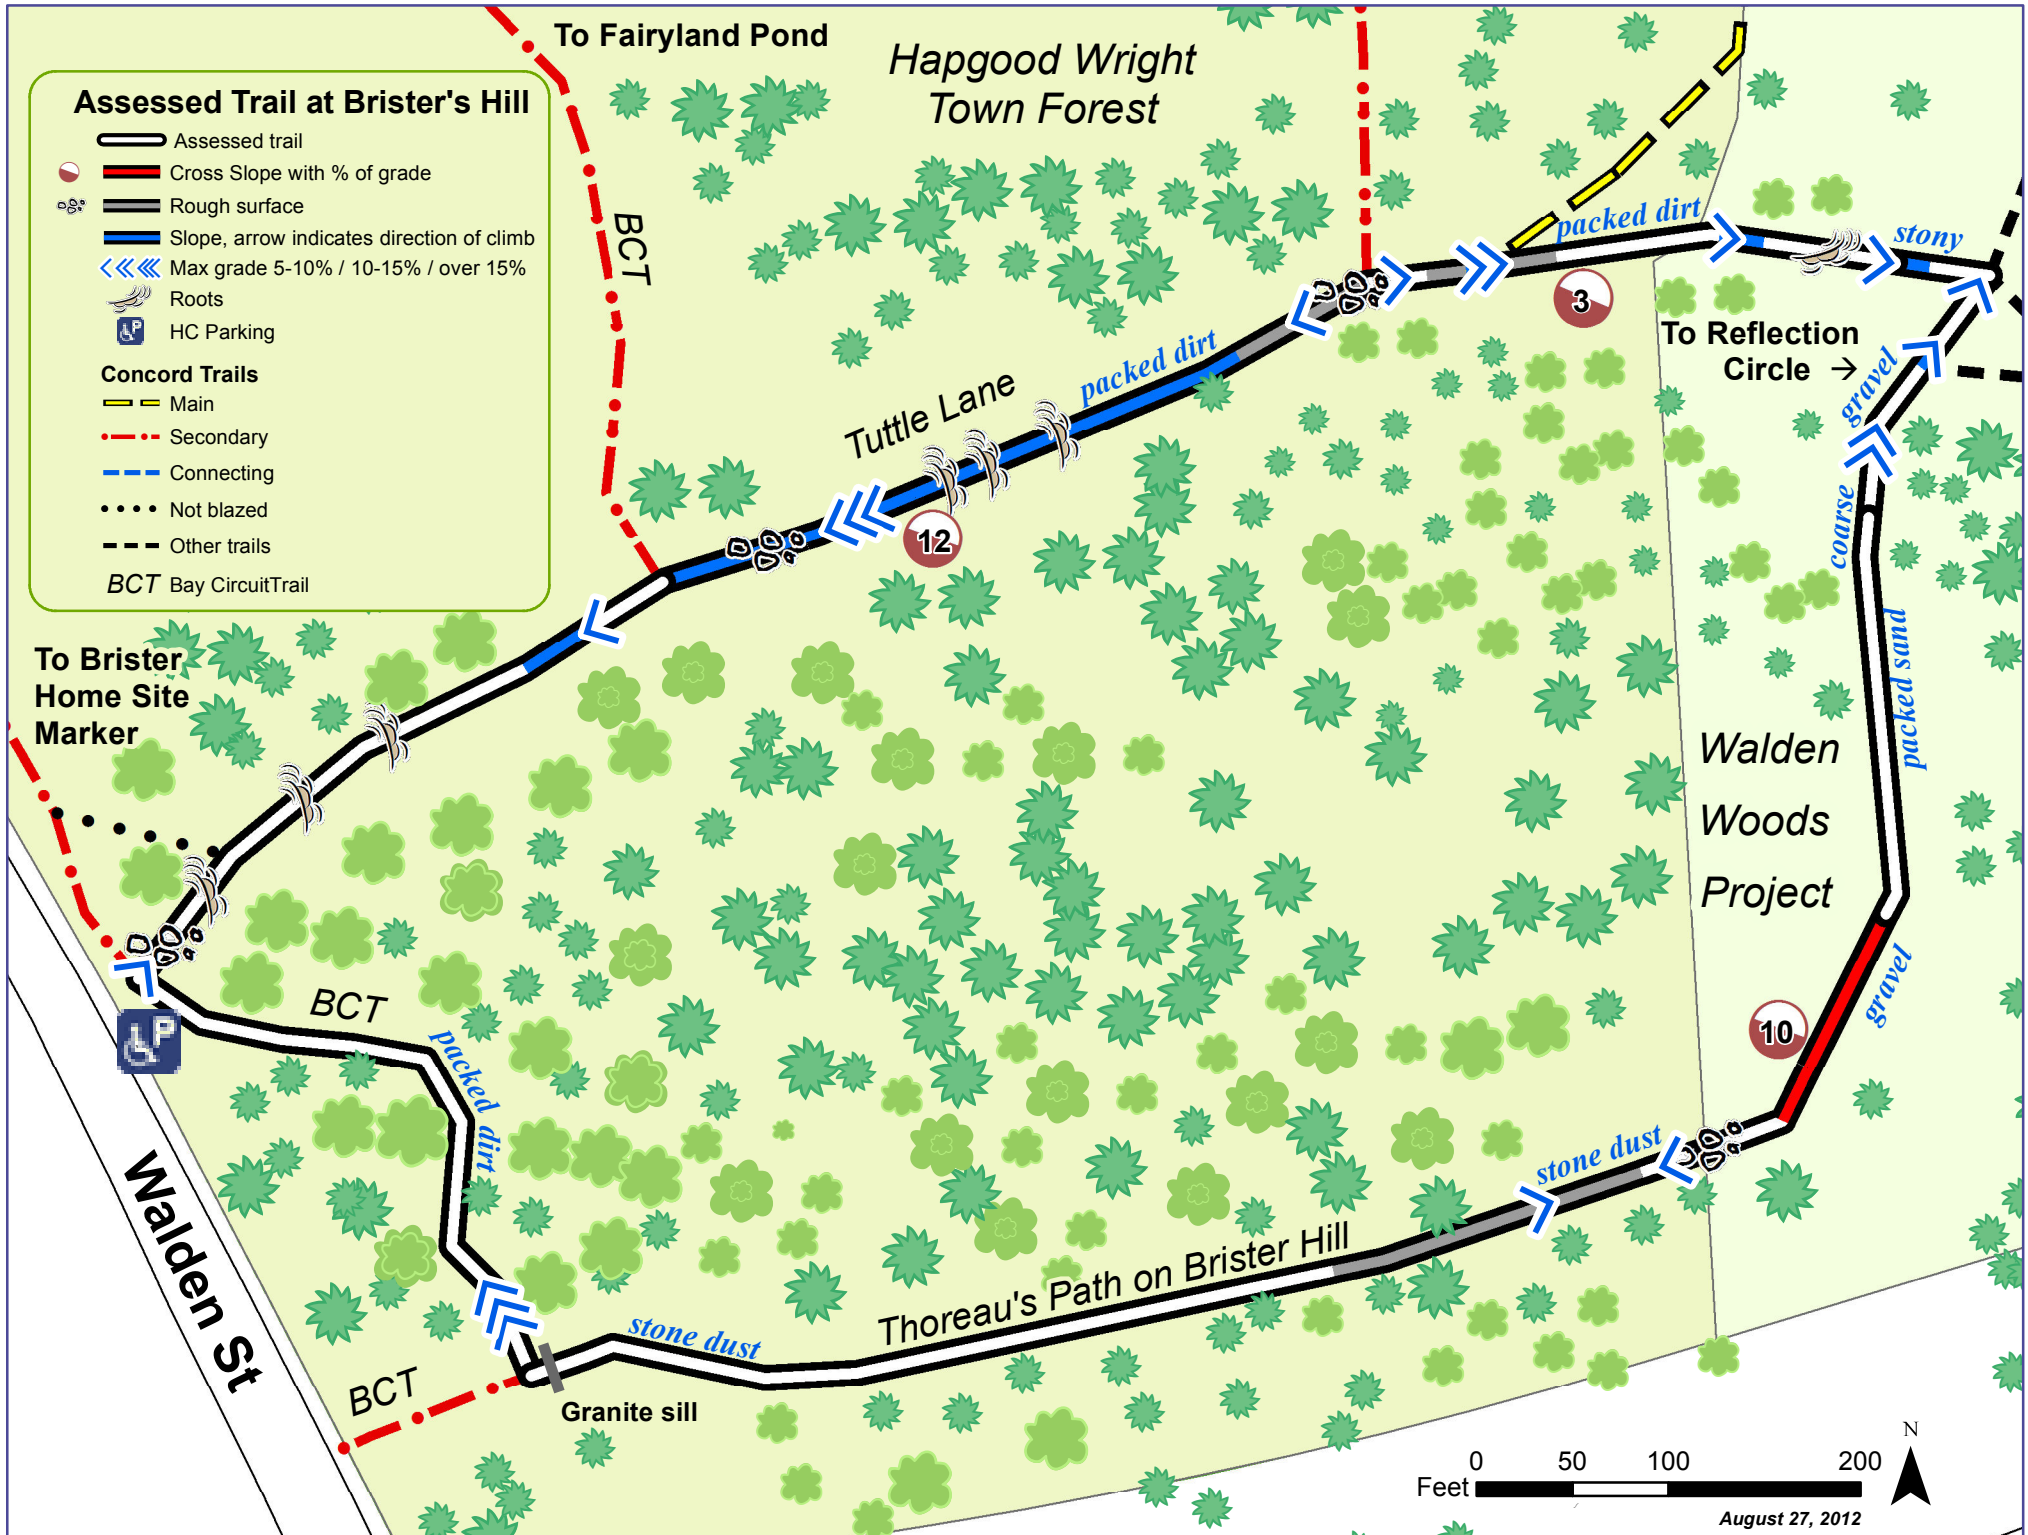 To Fairyland Pond
Hapgood Wright
Town Forest
Assessed Trail at Brister's Hill
Assessed trail
Cross Slope with % of grade
Rough surface
Slope, arrow indicates direction of climb
Max grade 5-10% / 10-15% / over 15%
Roots
P
HC Parking
Concord Trails
Main
Secondary
Connecting
Not blazed
Other trails
BCT Bay CircuitTrail
BCT
packed dirt
stony
3
To Reflection
Circle →
gravel
coarse
packed dirt
Tuttle Lane
12
To Brister
Home Site
Marker
packed sand
Walden
Woods
Project
gravel
10
BCT
P
packed dirt
stone dust
Walden St
Thoreau's Path on Brister Hill
stone dust
BCT
Granite sill
N
0 50 100 200
Feet
August 27, 2012